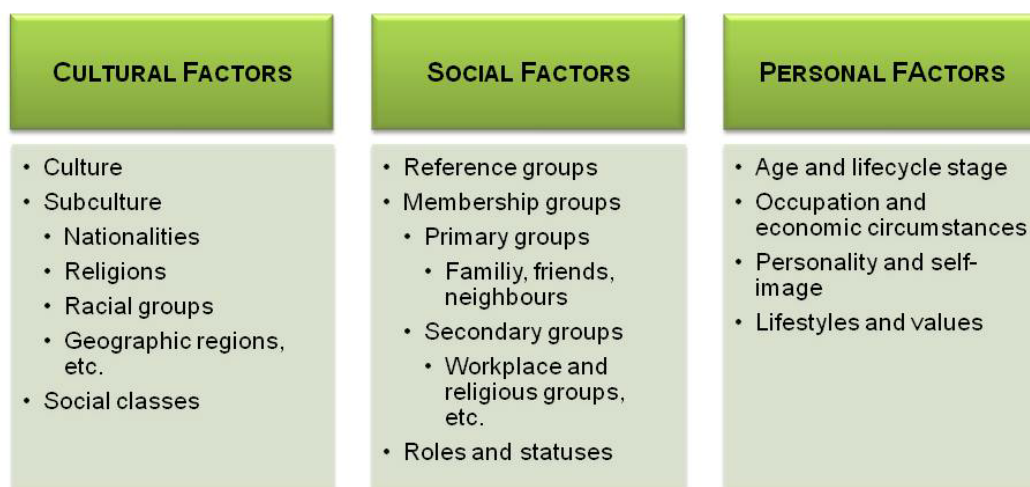 CULTURAL FACTORS
• Culture
• Subculture
• Nationalities
• Religions
• Racial groups
• Geographic regions,
etc.
• Social classes
SOCIAL FACTORS
• Reference groups
• Membership groups
• Primary groups
• Familiy, friends,
neighbours
• Secondary groups
• Workplace and
religious groups,
etc.
• Roles and statuses
PERSONAL FACTORS
• Age and lifecycle stage
• Occupation and
economic circumstances
• Personality and self-
image
• Lifestyles and values